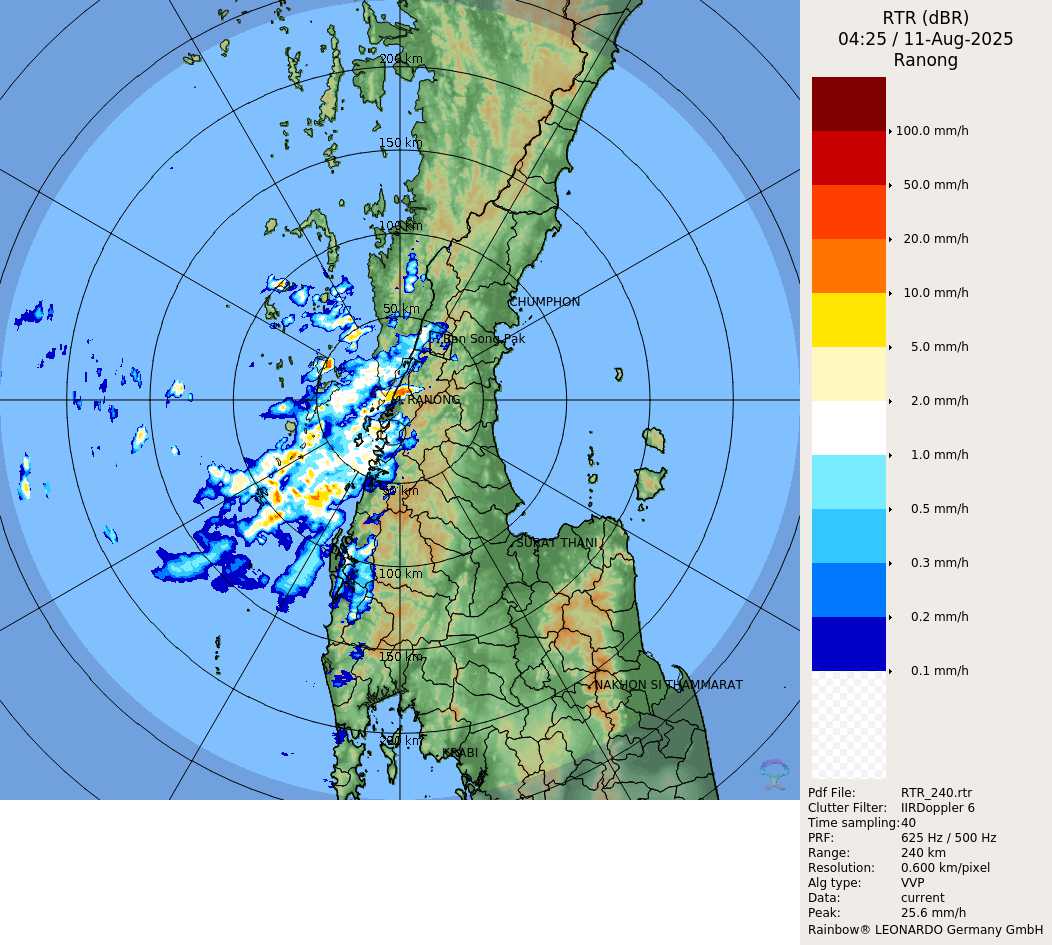 RTR (dBR)
04:25 / 11-Aug-2025
Ranong
100.0 mm/h
50.0 mm/h
20.0 mm/h
10.0 mm/h
5.0 mm/h
2.0 mm/h
1.0 mm/h
0.5 mm/h
0.3 mm/h
0.2 mm/h
0.1 mm/h
200 km
150 km
100 km
50 km
CHUMPHON
Ban Song Pak
RANONG
50 km
SURAT THANI
100 km
150 km
NAKHON SI THAMMARAT
200 km
KRABI
Pdf File: RTR_240.rtr
Clutter Filter: IIRDoppler 6
Time sampling:40
PRF: 625 Hz / 500 Hz
Range: 240 km
Resolution: 0.600 km/pixel
Alg type: VVP
Data: current
Peak: 25.6 mm/h
Rainbow® LEONARDO Germany GmbH